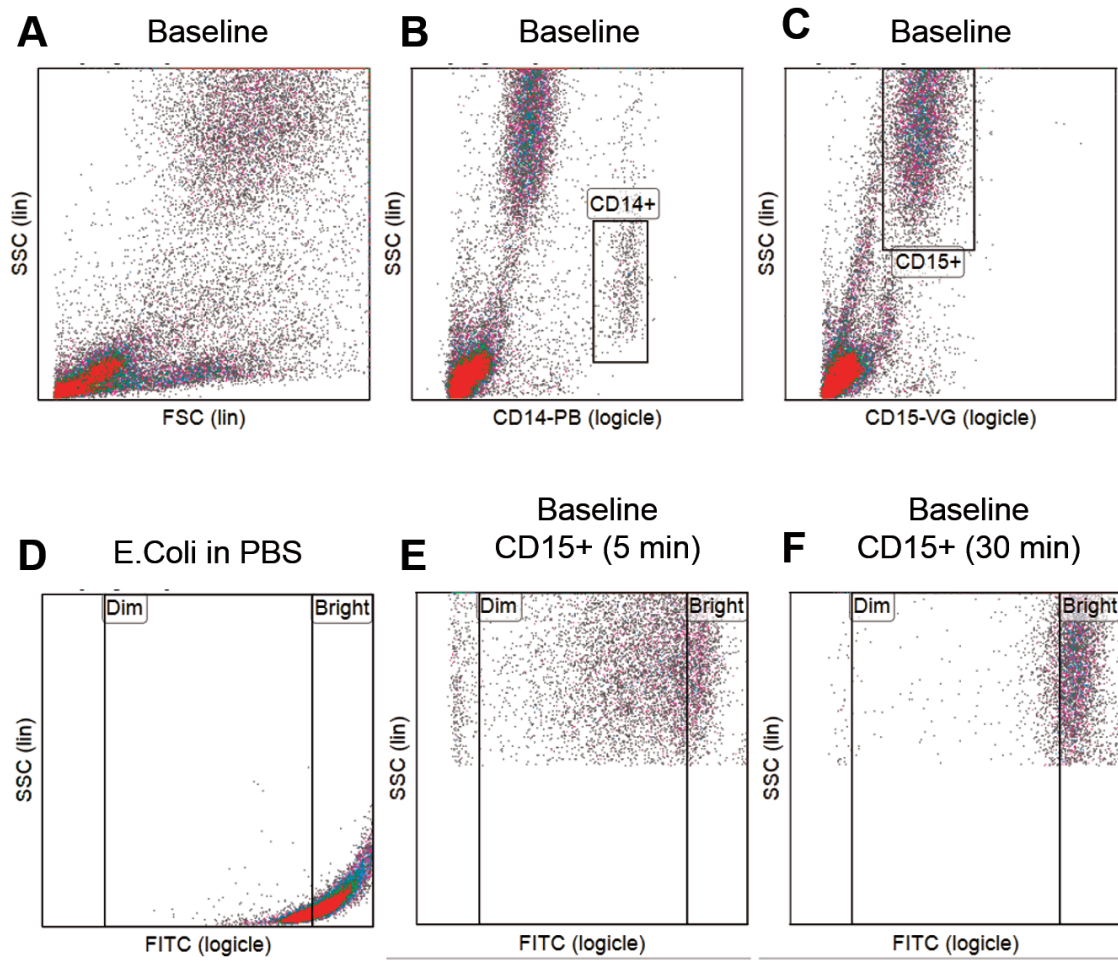 A
Baseline
B
Baseline
C
Baseline
SSC (lin)
FSC (lin)
SSC (lin)
CD14+
CD14-PB (logicle)
SSC (lin)
CD15+
CD15-VG (logicle)
D
E.Coli in PBS
E
Baseline
CD15+ (5 min)
F
Baseline
CD15+ (30 min)
SSC (lin)
Dim
Bright
FITC (logicle)
SSC (lin)
Dim
Bright
FITC (logicle)
SSC (lin)
Dim
Bright
FITC (logicle)